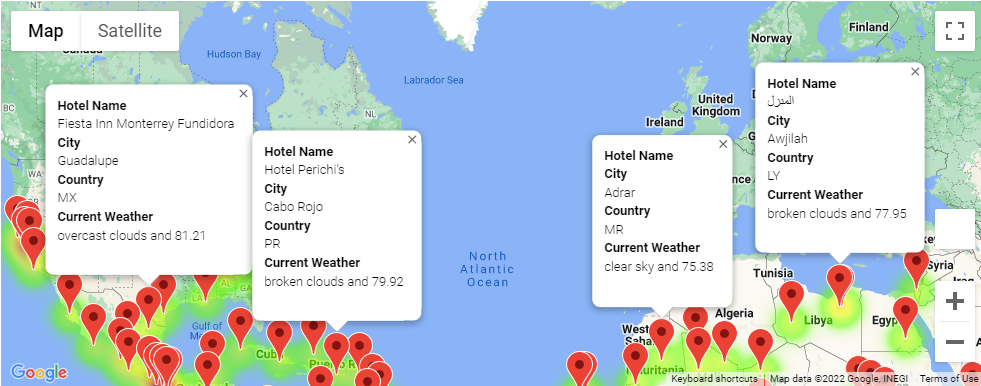 Map
Satellite
Canada
Hudson Bay
Labrador Sea
Norway
Finland
BC
NL
United
Kingdom
Ireland
WA
Hotel Name
Fiesta Inn Monterrey Fundidora
City
Guadalupe
Country
MX
Current Weather
overcast clouds and 81.21
Hotel Name
Hotel Perichi's
City
Cabo Rojo
Country
PR
Current Weather
broken clouds and 79.92
Hotel Name
City
Adrar
Country
MR
Current Weather
clear sky and 75.38
Hotel Name
المنزل
City
Awjilah
Country
LY
Current Weather
broken clouds and 77.95
North
Atlantic
Ocean
Tunisia
Syria
Algeria
Libya
Egypt
LA
AL
Gulf of
Cuba
Puerto Rico
Mauritania
Google
Keyboard shortcuts
Map data ©2022 Google, INEGI
Terms of Use